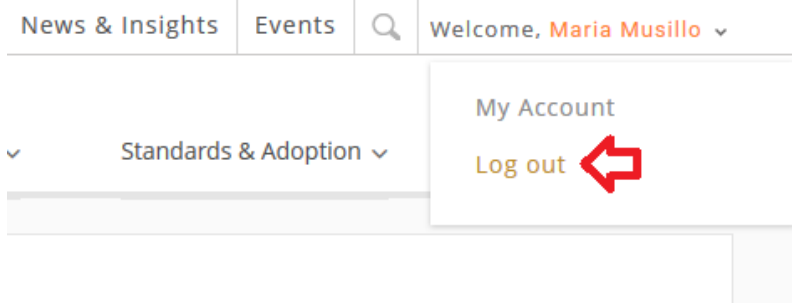 News & Insights Events Welcome, Maria Musillo
My Account
Standards & Adoption
Log out